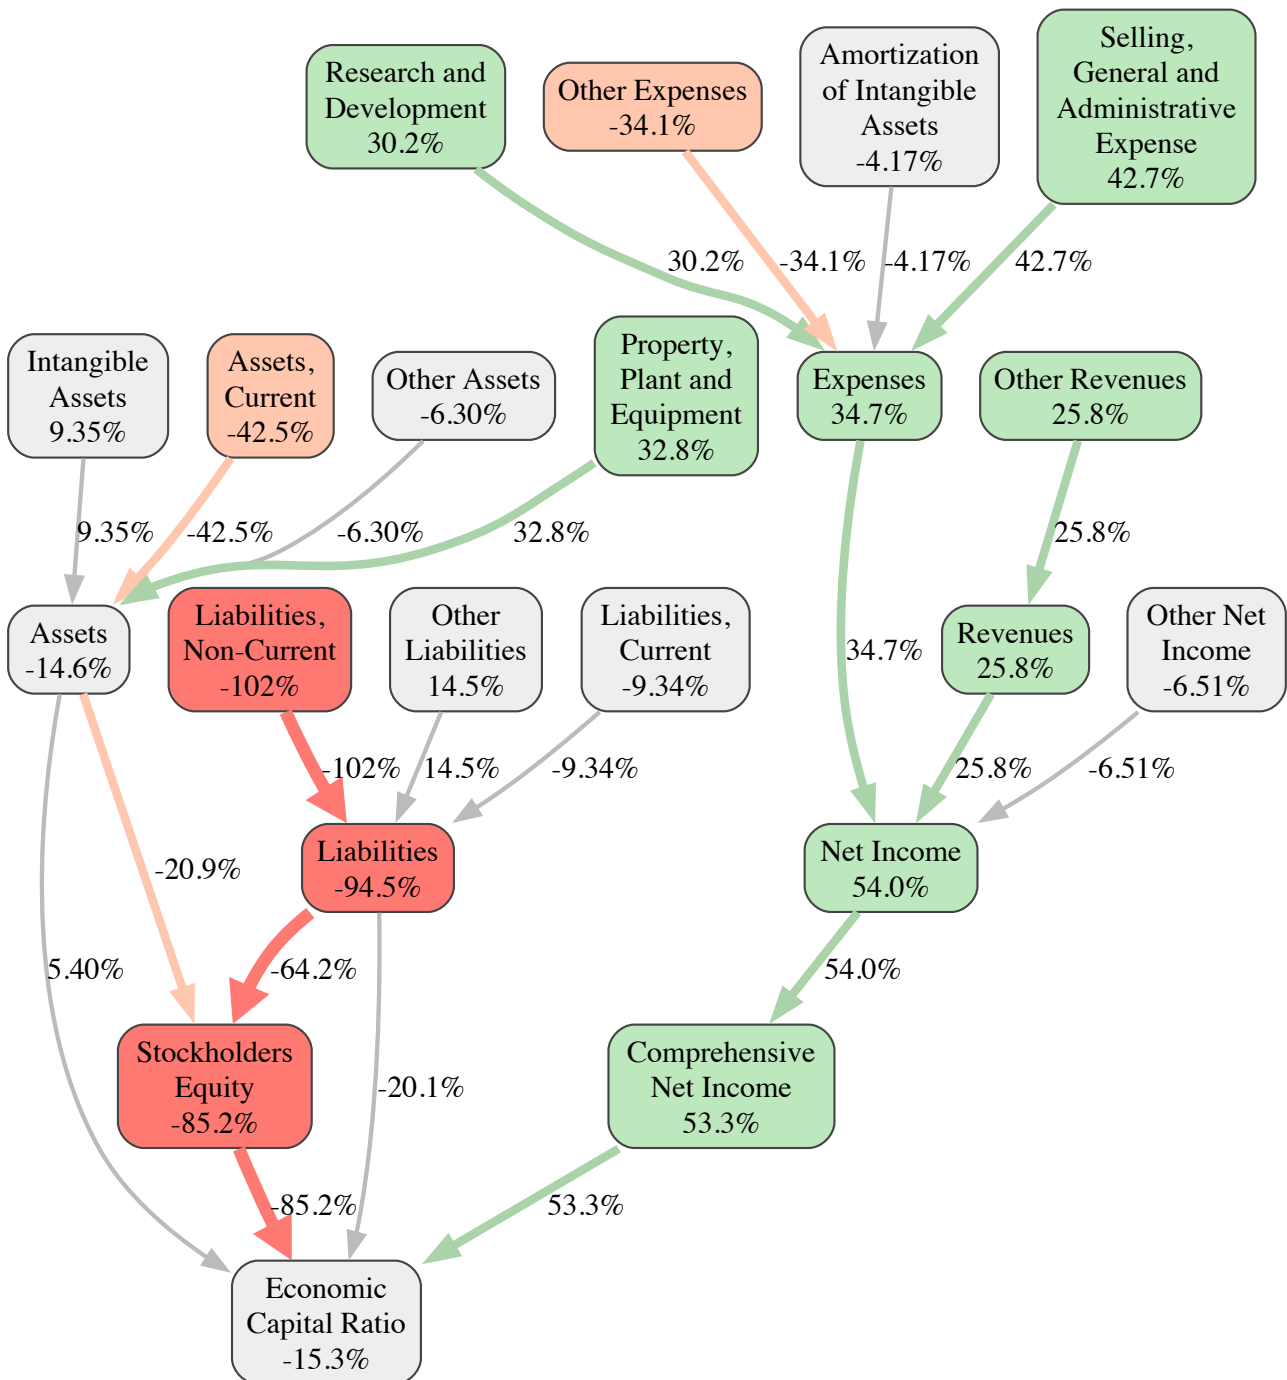 Research and
Development
30.2%
Other Expenses
-34.1%
Amortization
of Intangible
Assets
-4.17%
Selling,
General and
Administrative
Expense
42.7%
30.2%
-34.1%
-4.17%
42.7%
Intangible
Assets
9.35%
Assets,
Current
-42.5%
Other Assets
-6.30%
Property,
Plant and
Equipment
32.8%
Expenses
34.7%
Other Revenues
25.8%
9.35%
-42.5%
-6.30%
32.8%
25.8%
Assets
-14.6%
Liabilities,
Non-Current
-102%
Other
Liabilities
14.5%
Liabilities,
Current
-9.34%
34.7%
Revenues
25.8%
Other Net
Income
-6.51%
-102%
14.5%
-9.34%
25.8%
-6.51%
-20.9%
Liabilities
-94.5%
Net Income
54.0%
5.40%
-64.2%
54.0%
Stockholders
Equity
-85.2%
-20.1%
Comprehensive
Net Income
53.3%
-85.2%
53.3%
Economic
Capital Ratio
-15.3%